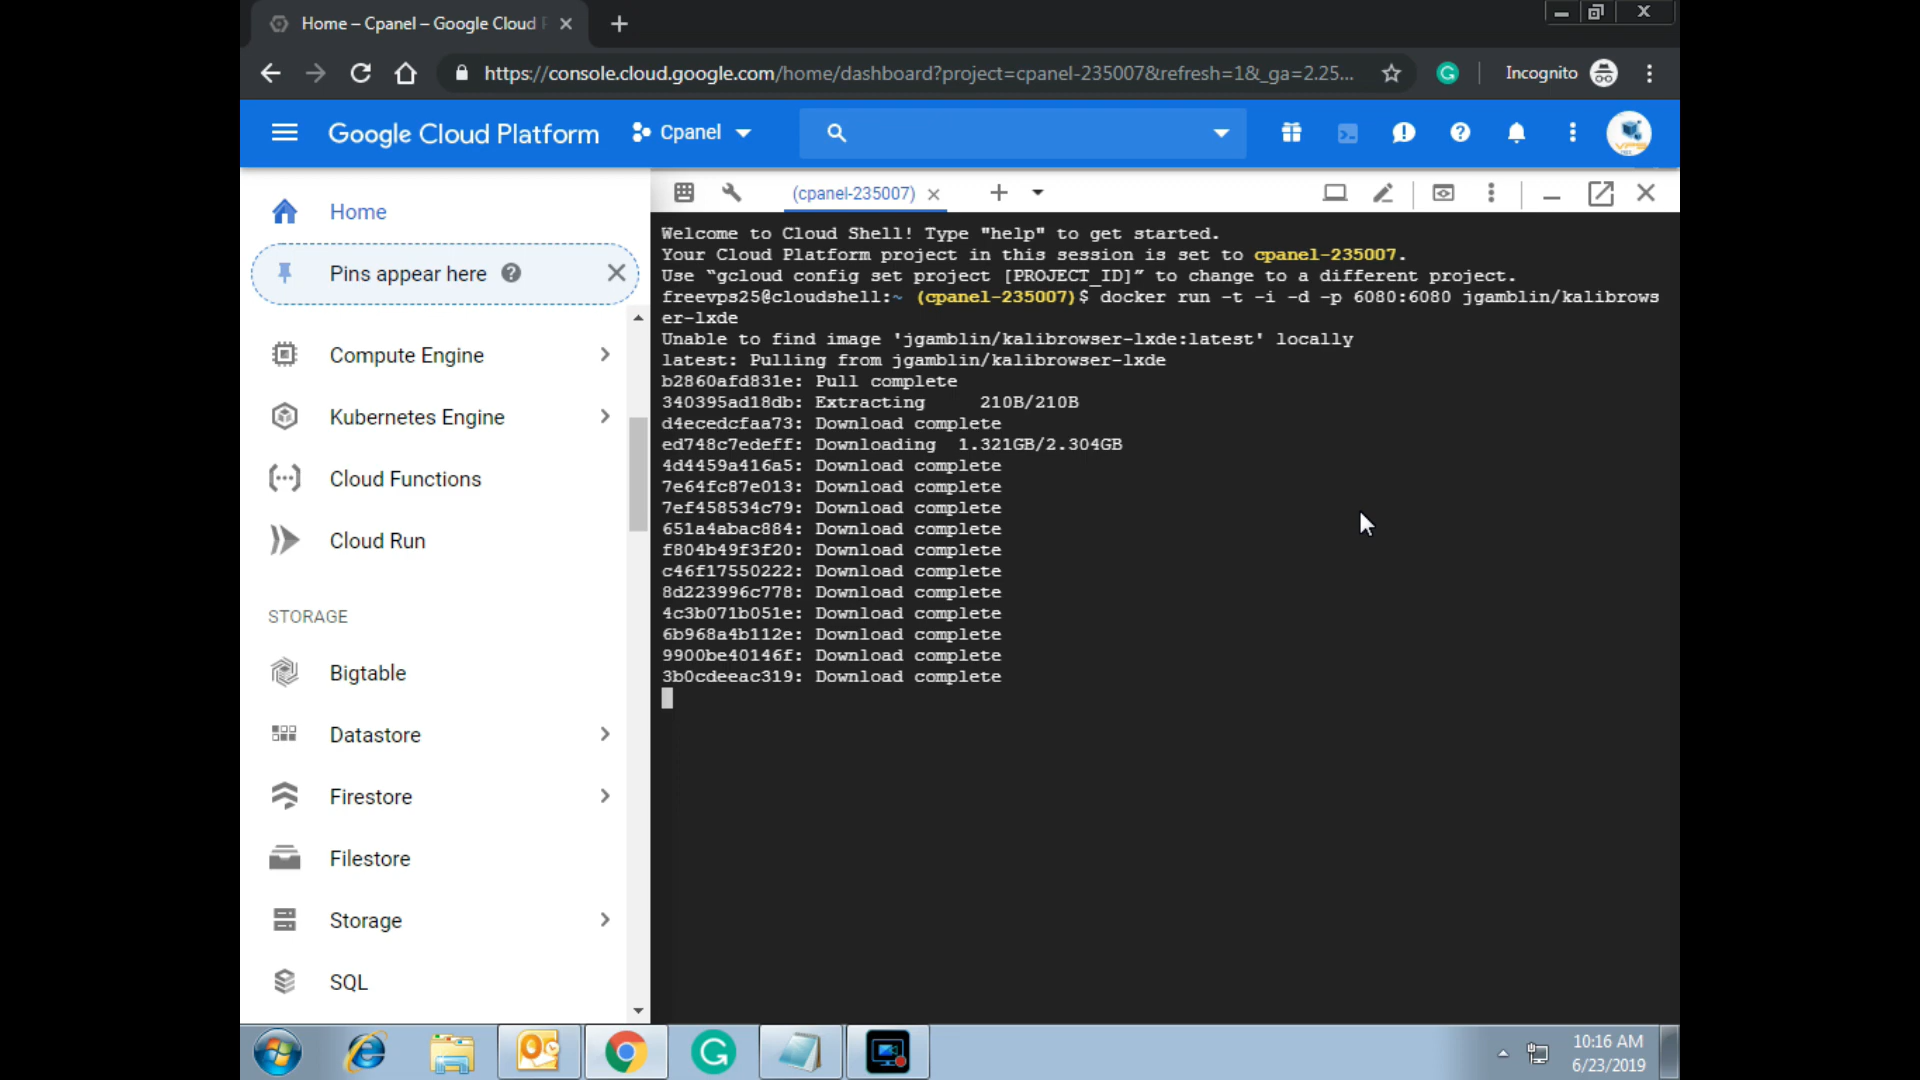 Home – Cpanel – Google Cloud P
https://console.cloud.google.com/home/dashboard?project=cpanel-235007&refresh=1&_ga=2.25...
Incognito
Google Cloud Platform
Cpanel
Home
Pins appear here
Compute Engine
Kubernetes Engine
Cloud Functions
Cloud Run
STORAGE
Bigtable
Datastore
Firestore
Filestore
Storage
SQL
(cpanel-235007)
Welcome to Cloud Shell! Type "help" to get started.
Your Cloud Platform project in this session is set to cpanel-235007.
Use “gcloud config set project [PROJECT_ID]” to change to a different project.
freevps25@cloudshell:~ (cpanel-235007)$ docker run -t -i -d -p 6080:6080 jgamblin/kalibrows
er-lxde
Unable to find image 'jgamblin/kalibrowser-lxde:latest' locally
latest: Pulling from jgamblin/kalibrowser-lxde
b2860afd831e: Pull complete
340395ad18db: Extracting     210B/210B
d4ecedcfaa73: Download complete
ed748c7edeff: Downloading  1.321GB/2.304GB
4d4459a416a5: Download complete
7e64fc87e013: Download complete
7ef458534c79: Download complete
651a4abac884: Download complete
f804b49f3f20: Download complete
c46f17550222: Download complete
8d223996c778: Download complete
4c3b071b051e: Download complete
6b968a4b112e: Download complete
9900be40146f: Download complete
3b0cdeeac319: Download complete
10:16 AM
6/23/2019